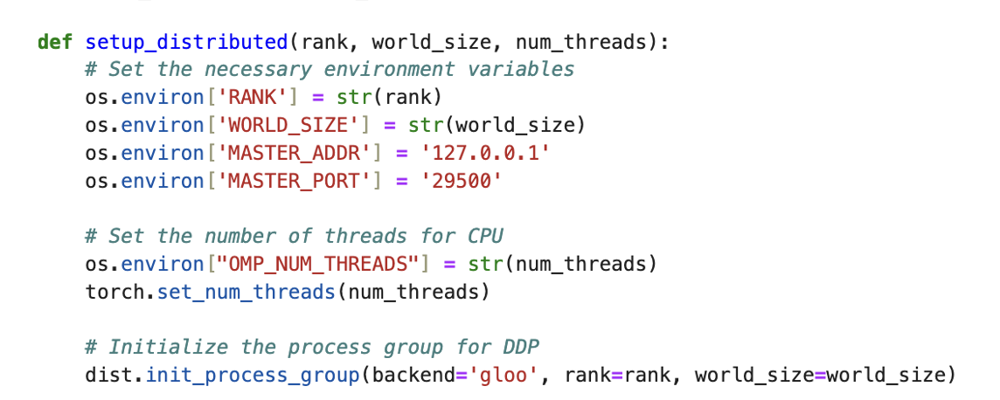 def setup_distributed(rank, world_size, num_threads):
    # Set the necessary environment variables
    os.environ['RANK'] = str(rank)
    os.environ['WORLD_SIZE'] = str(world_size)
    os.environ['MASTER_ADDR'] = '127.0.0.1'
    os.environ['MASTER_PORT'] = '29500'

    # Set the number of threads for CPU
    os.environ["OMP_NUM_THREADS"] = str(num_threads)
    torch.set_num_threads(num_threads)

    # Initialize the process group for DDP
    dist.init_process_group(backend='gloo', rank=rank, world_size=world_size)